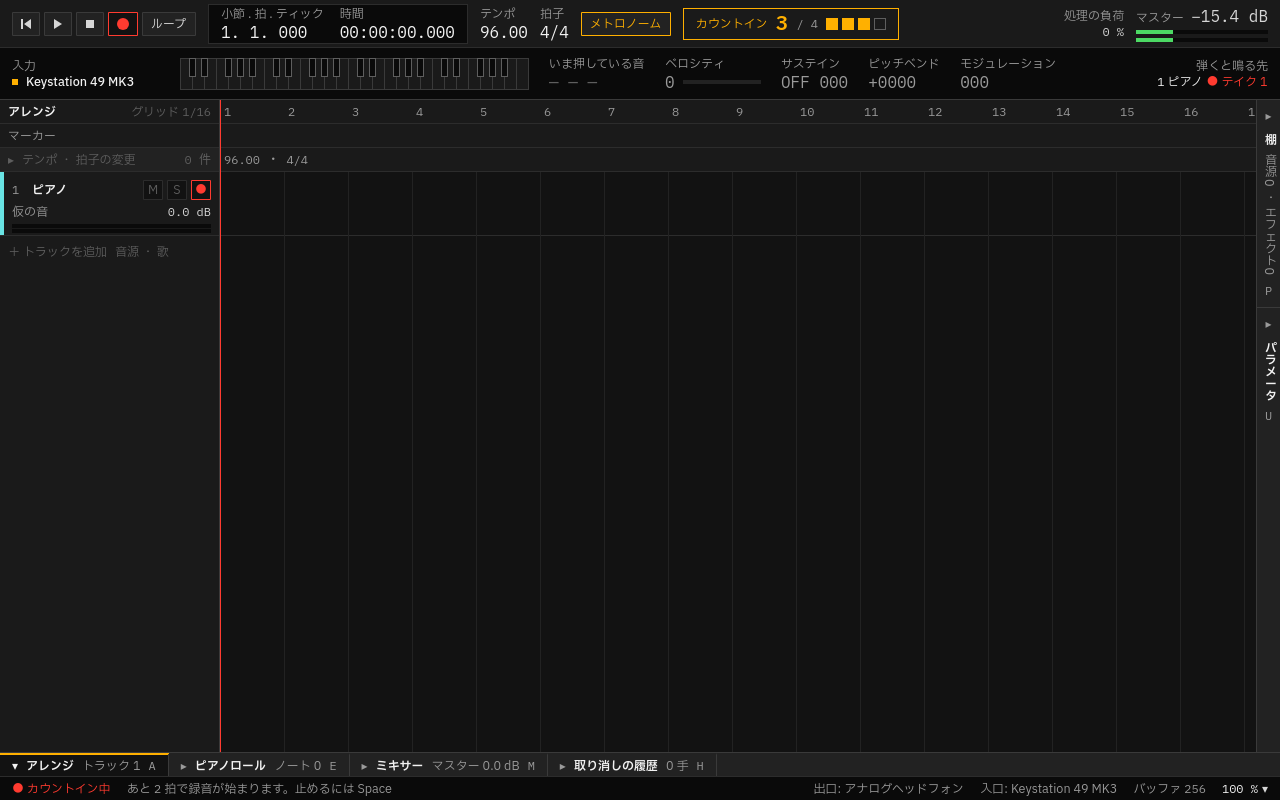 ループ
小節 . 拍 . ティック 時間
1. 1. 000 00:00:00.000
テンポ 拍子
96.00 4/4
メトロノーム
カウントイン 3 / 4
処理の負荷
0 %
マスター −15.4 dB
入力
Keystation 49 MK3
いま押している音
— — —
ベロシティ
0
サステイン
OFF 000
ピッチベンド
+0000
モジュレーション
000
弾くと鳴る先
1 ピアノ テイク 1
アレンジ グリッド 1/16
1 2 3 4 5 6 7 8 9 10 11 12 13 14 15 16 1
マーカー
▸ テンポ · 拍子の変更 0 件
96.00 · 4/4
1 ピアノ M S
仮の音 0.0 dB
＋トラックを追加 音源 · 歌
▸ 棚 音源 0 · エフェクト 0 P
▸ パラメータ U
▾ アレンジ トラック 1 A
▸ ピアノロール ノート 0 E
▸ ミキサー マスター 0.0 dB M
▸ 取り消しの履歴 0 手 H
カウントイン中 あと 2 拍で録音が始まります。止めるには Space
出口: アナログヘッドフォン 入口: Keystation 49 MK3 バッファ 256 100 % ▾